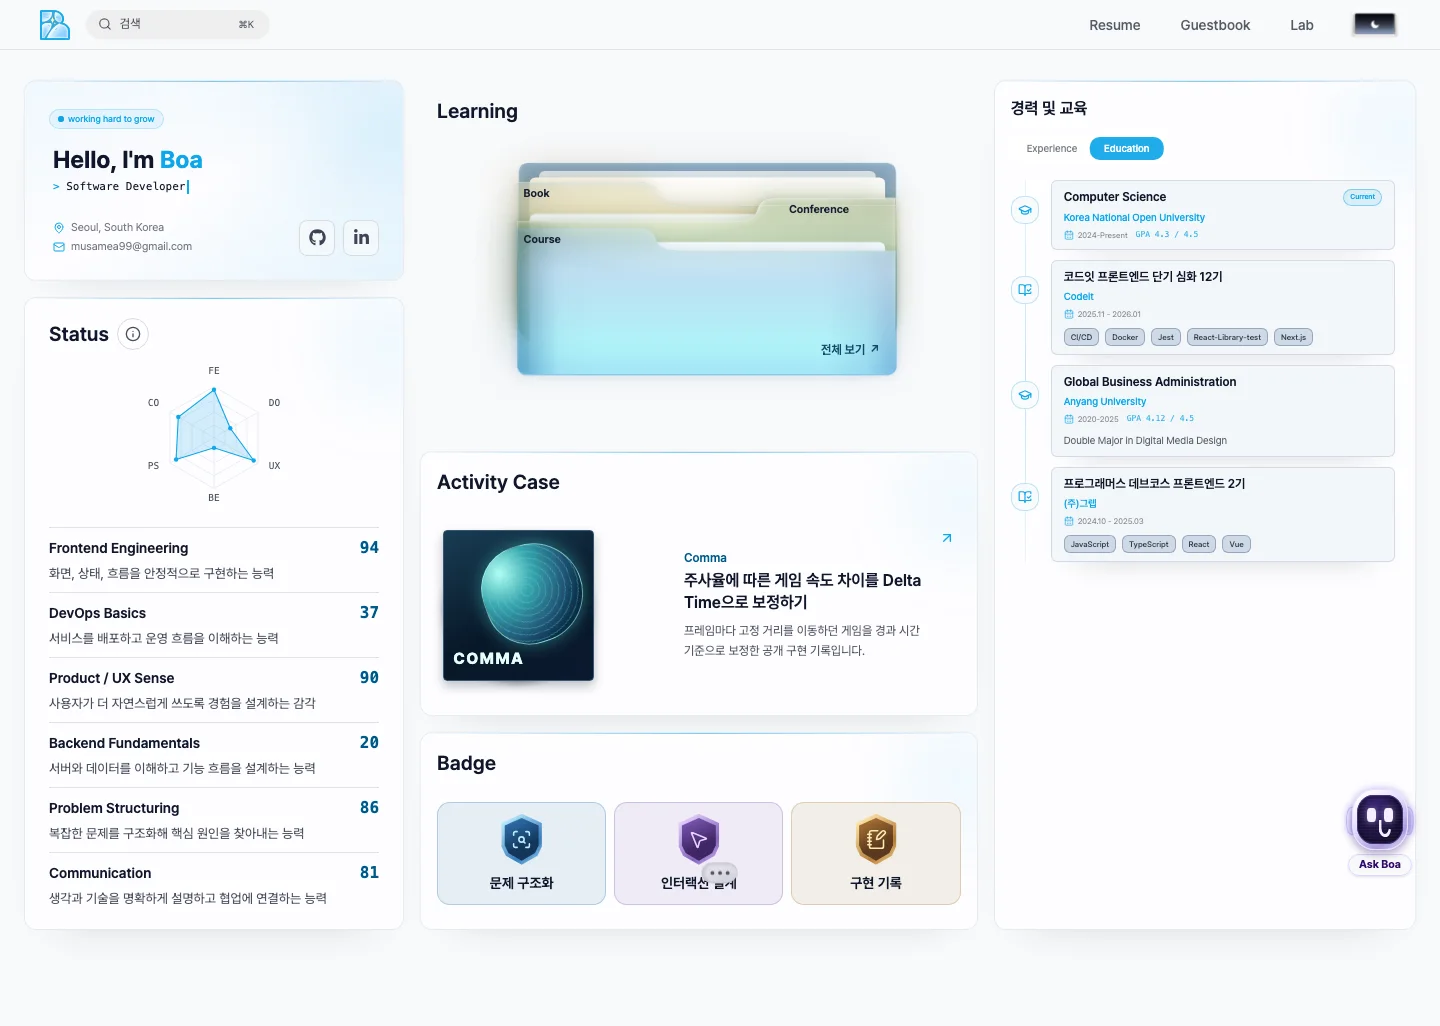 검색
⌘K
Resume
Guestbook
Lab
working hard to grow
Hello, I'm Boa
> Software Developer
Seoul, South Korea
musamea99@gmail.com
Status
FE
CO
DO
PS
UX
BE
Frontend Engineering 94
화면, 상태, 흐름을 안정적으로 구현하는 능력
DevOps Basics 37
서비스를 배포하고 운영 흐름을 이해하는 능력
Product / UX Sense 90
사용자가 더 자연스럽게 쓰도록 경험을 설계하는 감각
Backend Fundamentals 20
서버와 데이터를 이해하고 기능 흐름을 설계하는 능력
Problem Structuring 86
복잡한 문제를 구조화해 핵심 원인을 찾아내는 능력
Communication 81
생각과 기술을 명확하게 설명하고 협업에 연결하는 능력
Learning
Book
Conference
Course
전체 보기
Activity Case
COMMA
Comma
주사율에 따른 게임 속도 차이를 Delta
Time으로 보정하기
프레임마다 고정 거리를 이동하던 게임을 경과 시간
기준으로 보정한 공개 구현 기록입니다.
Badge
문제 구조화
인터랙션
구현 기록
경력 및 교육
Experience
Education
Computer Science
Current
Korea National Open University
2024-Present GPA 4.3 / 4.5
코드잇 프론트엔드 단기 심화 12기
Codeit
2025.11 - 2026.01
CI/CD Docker Jest React-Library-test Next.js
Global Business Administration
Anyang University
2020-2025 GPA 4.12 / 4.5
Double Major in Digital Media Design
프로그래머스 데브코스 프론트엔드 2기
(주)그렙
2024.10 - 2025.03
JavaScript TypeScript React Vue
Ask Boa